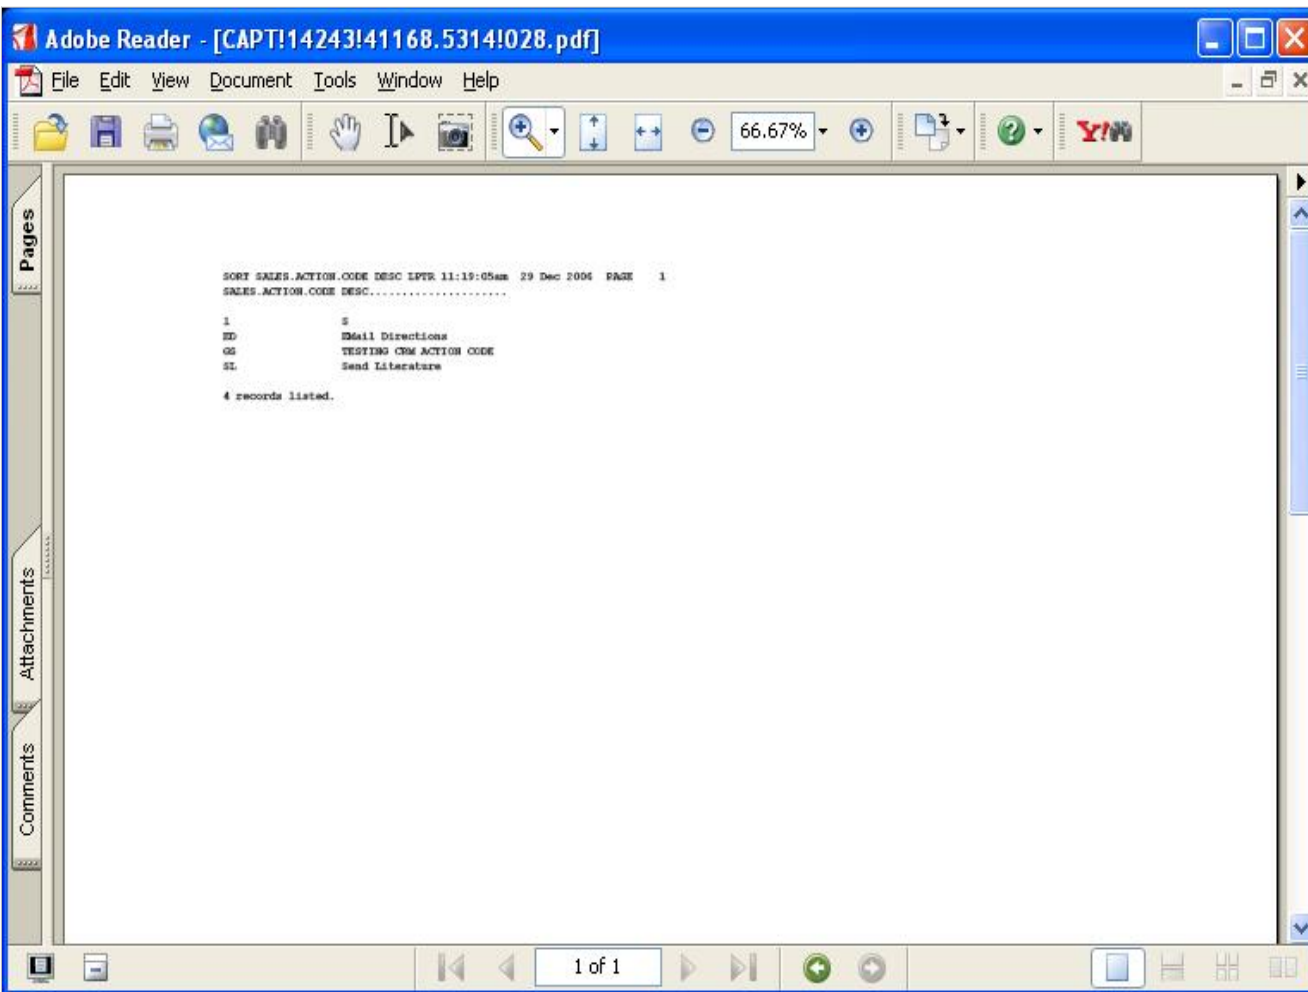 Adobe Reader - [CAPT!14243!41168.5314!028.pdf]
File Edit View Document Tools Window Help
66.67%
Y!
Pages
SORT SALES.ACTION.CODE DESC LPTR 11:19:05am 29 Dec 2006 PAGE 1
SALES.ACTION.CODE DESC.....................
1 S
ED EMail Directions
GS TESTING CRM ACTION CODE
SL Send Literature
4 records listed.
Attachments
Comments
1 of 1